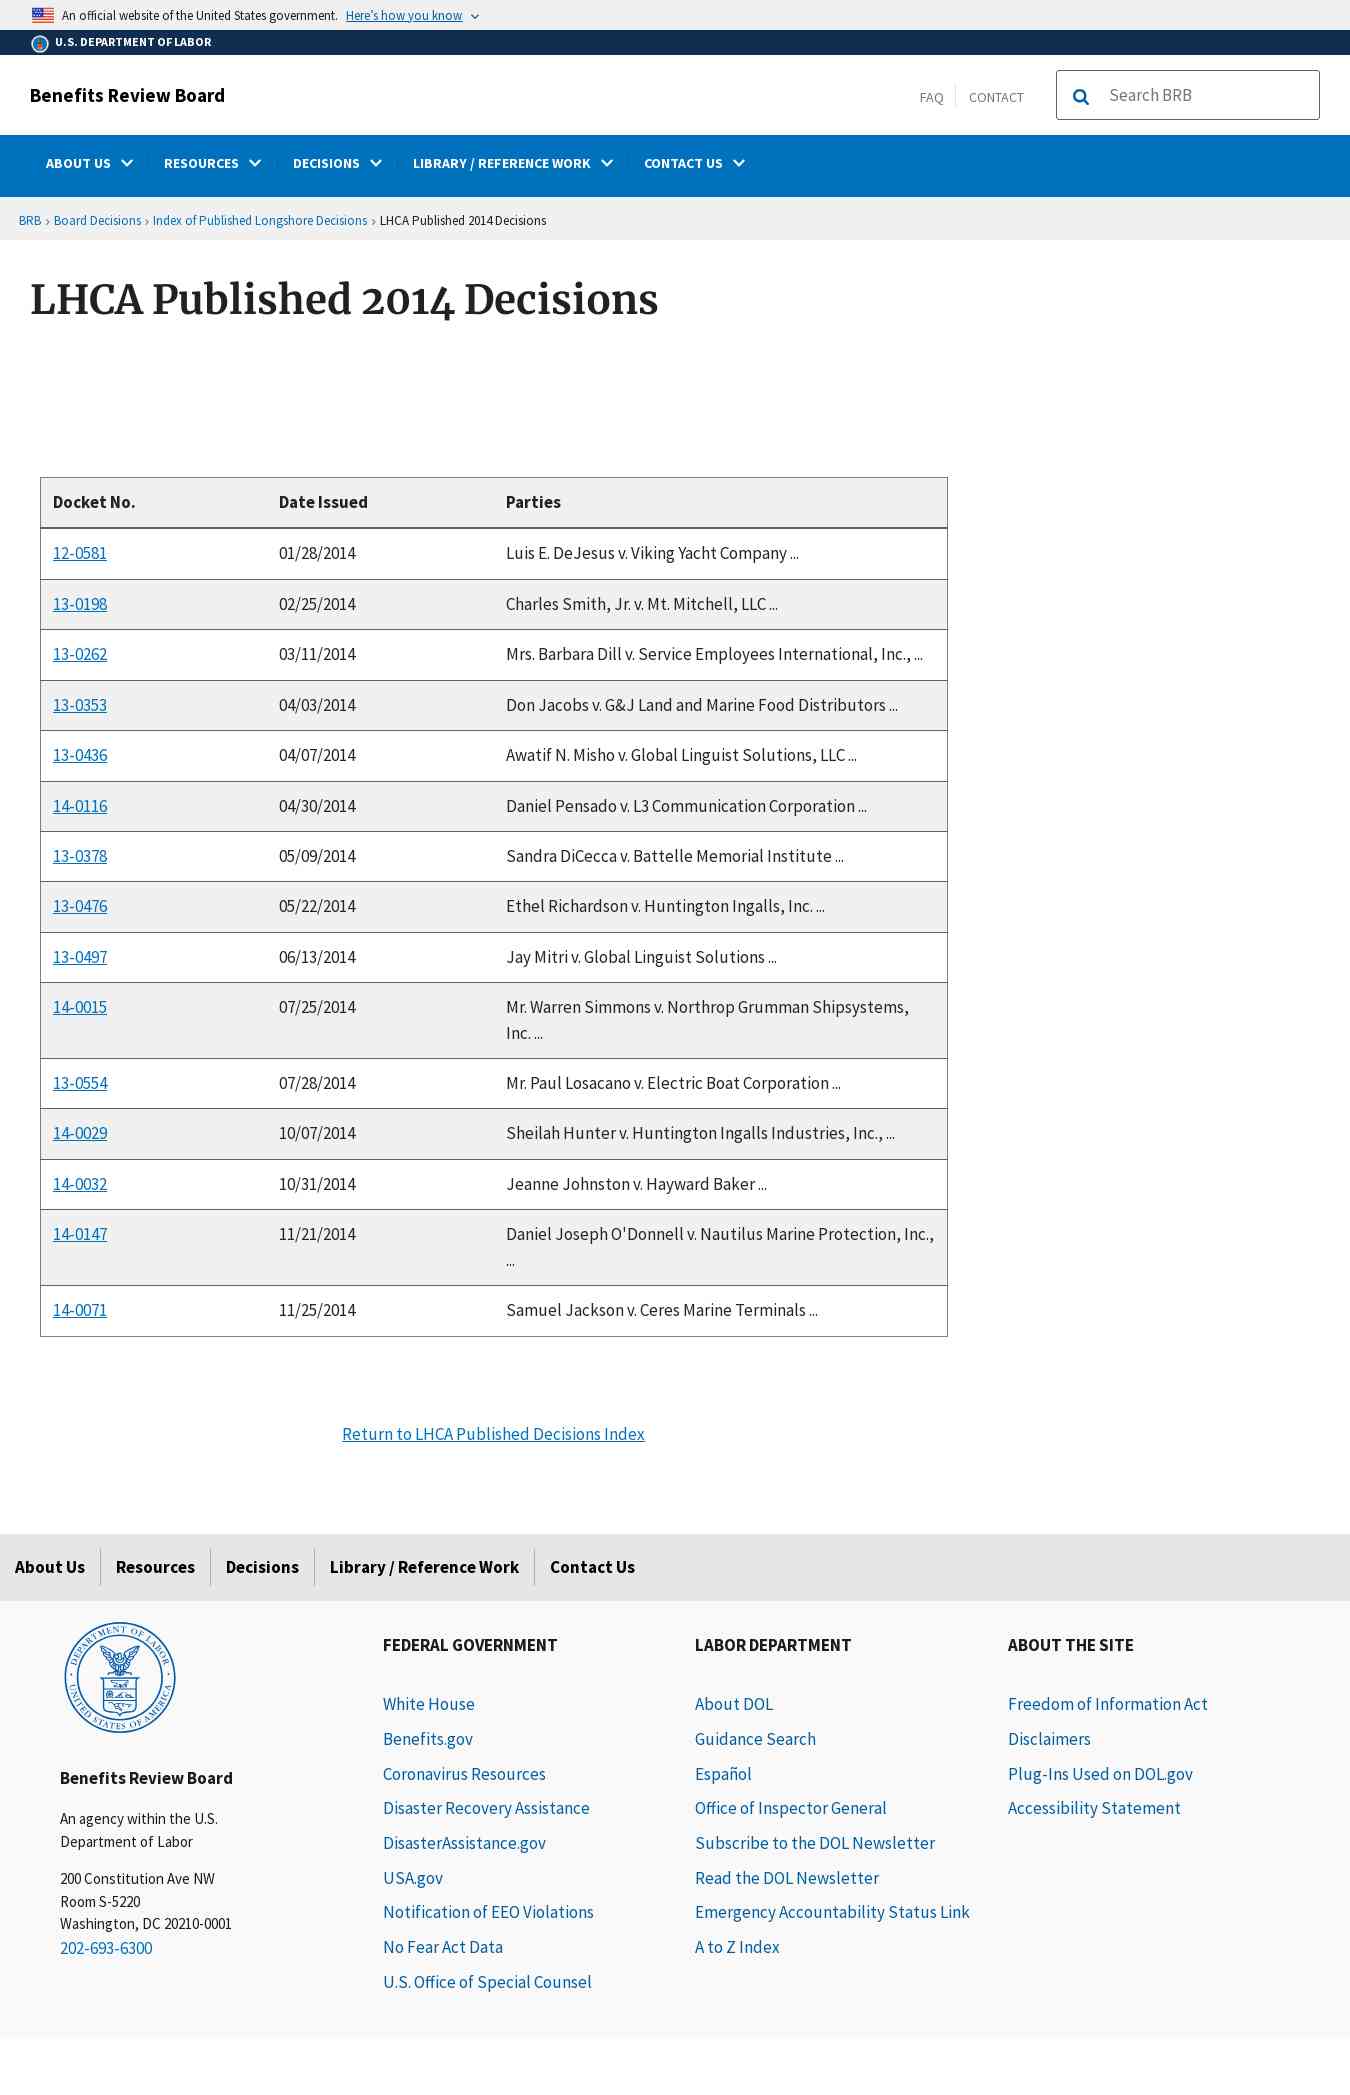 An official website of the United States government. Here's how you know
U.S. DEPARTMENT OF LABOR
Benefits Review Board
FAQ CONTACT Search BRB
ABOUT US RESOURCES DECISIONS LIBRARY / REFERENCE WORK CONTACT US
BRB › Board Decisions › Index of Published Longshore Decisions › LHCA Published 2014 Decisions
LHCA Published 2014 Decisions
Docket No. Date Issued Parties
12-0581 01/28/2014 Luis E. DeJesus v. Viking Yacht Company ...
13-0198 02/25/2014 Charles Smith, Jr. v. Mt. Mitchell, LLC ...
13-0262 03/11/2014 Mrs. Barbara Dill v. Service Employees International, Inc., ...
13-0353 04/03/2014 Don Jacobs v. G&J Land and Marine Food Distributors ...
13-0436 04/07/2014 Awatif N. Misho v. Global Linguist Solutions, LLC ...
14-0116 04/30/2014 Daniel Pensado v. L3 Communication Corporation ...
13-0378 05/09/2014 Sandra DiCecca v. Battelle Memorial Institute ...
13-0476 05/22/2014 Ethel Richardson v. Huntington Ingalls, Inc. ...
13-0497 06/13/2014 Jay Mitri v. Global Linguist Solutions ...
14-0015 07/25/2014 Mr. Warren Simmons v. Northrop Grumman Shipsystems,
Inc. ...
13-0554 07/28/2014 Mr. Paul Losacano v. Electric Boat Corporation ...
14-0029 10/07/2014 Sheilah Hunter v. Huntington Ingalls Industries, Inc., ...
14-0032 10/31/2014 Jeanne Johnston v. Hayward Baker ...
14-0147 11/21/2014 Daniel Joseph O'Donnell v. Nautilus Marine Protection, Inc.,
...
14-0071 11/25/2014 Samuel Jackson v. Ceres Marine Terminals ...
Return to LHCA Published Decisions Index
About Us Resources Decisions Library / Reference Work Contact Us
DEPARTMENT OF LABOR
UNITED STATES OF AMERICA
Benefits Review Board
An agency within the U.S.
Department of Labor
200 Constitution Ave NW
Room S-5220
Washington, DC 20210-0001
202-693-6300
FEDERAL GOVERNMENT
White House
Benefits.gov
Coronavirus Resources
Disaster Recovery Assistance
DisasterAssistance.gov
USA.gov
Notification of EEO Violations
No Fear Act Data
U.S. Office of Special Counsel
LABOR DEPARTMENT
About DOL
Guidance Search
Español
Office of Inspector General
Subscribe to the DOL Newsletter
Read the DOL Newsletter
Emergency Accountability Status Link
A to Z Index
ABOUT THE SITE
Freedom of Information Act
Disclaimers
Plug-Ins Used on DOL.gov
Accessibility Statement